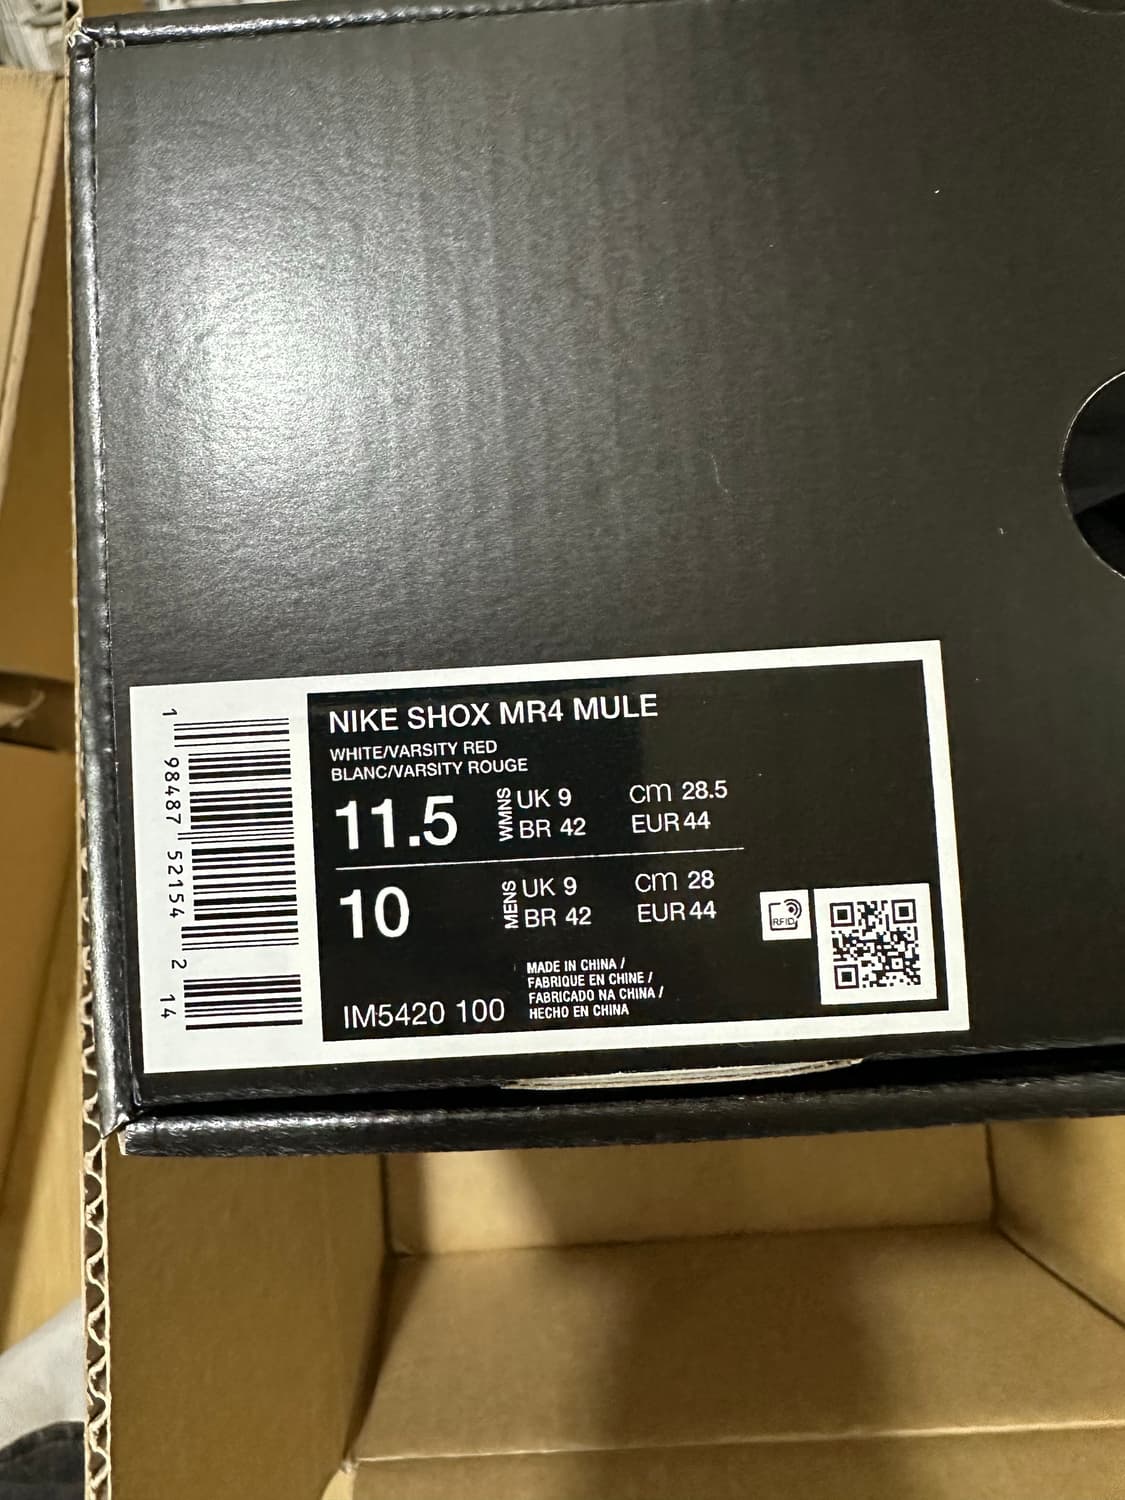 NIKE SHOX MR4 MULE
WHITE/VARSITY RED
BLANC/VARSITY ROUGE
11.5 WMNS UK 9 cm 28.5
BR 42 EUR 44
10 MENS UK 9 cm 28
BR 42 EUR 44
RFID
IM5420 100
MADE IN CHINA /
FABRIQUE EN CHINE /
FABRICADO NA CHINA /
HECHO EN CHINA
1 98487 52154 2 14